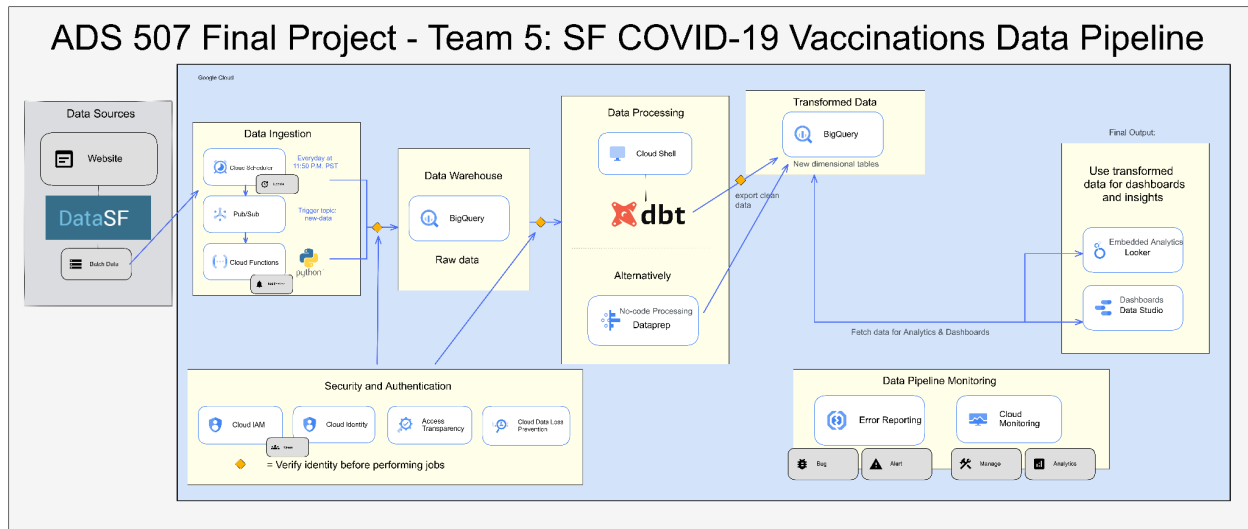 ADS 507 Final Project - Team 5: SF COVID-19 Vaccinations Data Pipeline
Google Cloud
Data Sources
Website
DataSF
Batch Data
Data Ingestion
Cloud Scheduler
Everyday at
11:50 P.M. PST
Pub/Sub
Trigger topic:
new-data
Cloud Functions
python
Data Warehouse
BigQuery
Raw data
Data Processing
Cloud Shell
dbt
Alternatively
No-code Processing
Dataprep
Transformed Data
BigQuery
New dimensional tables
export clean
data
Final Output:
Use transformed
data for dashboards
and insights
Embedded Analytics
Looker
Dashboards
Data Studio
Fetch data for Analytics & Dashboards
Security and Authentication
Cloud IAM
Cloud Identity
Access
Transparency
Cloud Data Loss
Prevention
= Verify identity before performing jobs
Data Pipeline Monitoring
Error Reporting
Cloud
Monitoring
Bug
Alert
Manage
Analytics